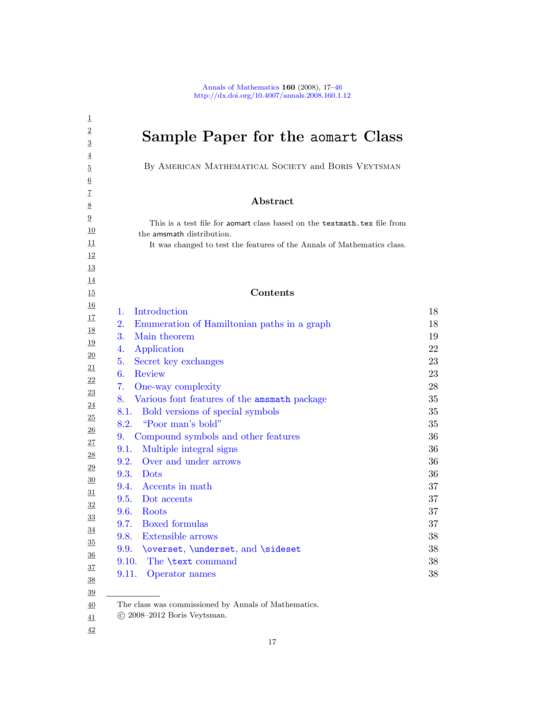 Annals of Mathematics 160 (2008), 17–46
http://dx.doi.org/10.4007/annals.2008.160.1.12
1
2
3
4
5
6
7
8
9
10
11
12
13
14
15
16
17
18
19
20
21
22
23
24
25
26
27
28
29
30
31
32
33
34
35
36
37
38
39
40
41
42
Sample Paper for the aomart Class
By American Mathematical Society and Boris Veytsman
Abstract
This is a test file for aomart class based on the testmath.tex file from
the amsmath distribution.
It was changed to test the features of the Annals of Mathematics class.
Contents
1. Introduction 18
2. Enumeration of Hamiltonian paths in a graph 18
3. Main theorem 19
4. Application 22
5. Secret key exchanges 23
6. Review 23
7. One-way complexity 28
8. Various font features of the amsmath package 35
8.1. Bold versions of special symbols 35
8.2. “Poor man’s bold” 35
9. Compound symbols and other features 36
9.1. Multiple integral signs 36
9.2. Over and under arrows 36
9.3. Dots 36
9.4. Accents in math 37
9.5. Dot accents 37
9.6. Roots 37
9.7. Boxed formulas 37
9.8. Extensible arrows 38
9.9. \overset, \underset, and \sideset 38
9.10. The \text command 38
9.11. Operator names 38
The class was commissioned by Annals of Mathematics.
© 2008–2012 Boris Veytsman.
17